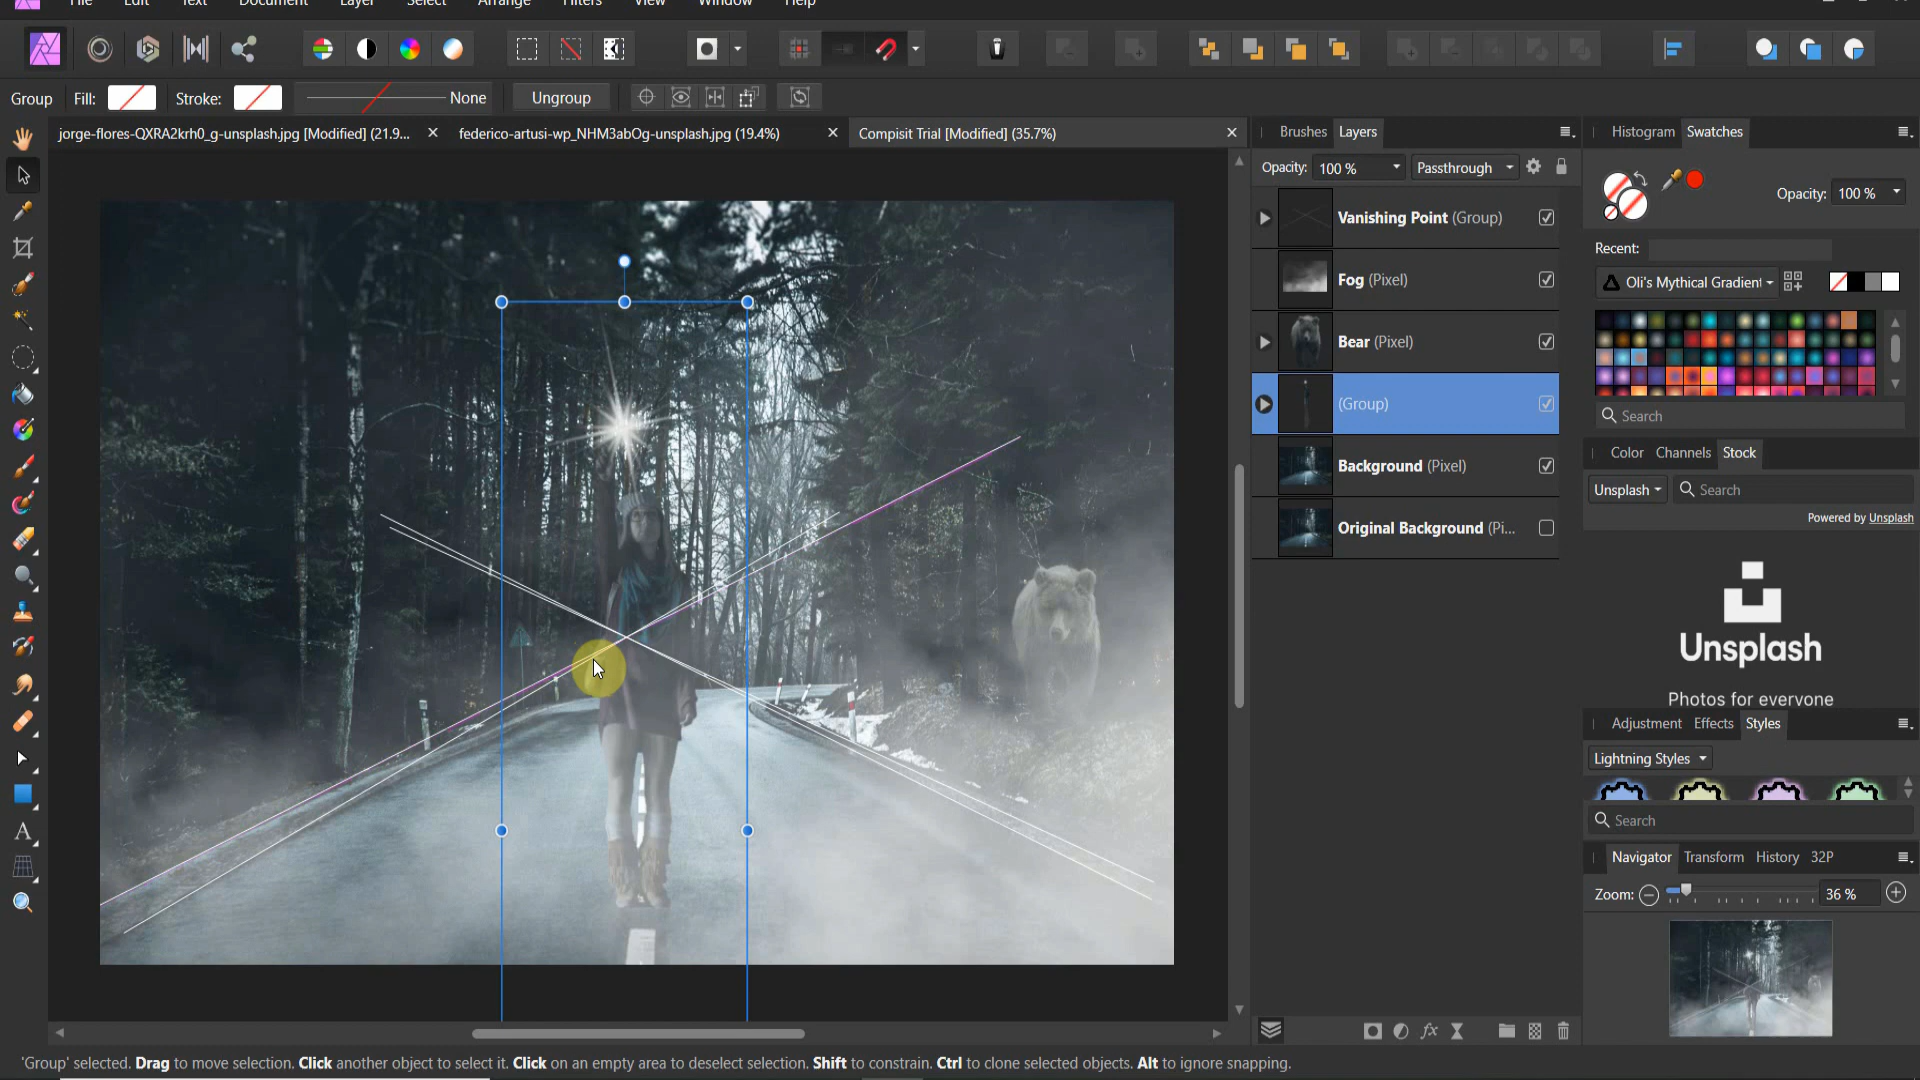 File Edit Text Document Layer Select Arrange Filters View Window Help
Group Fill: Stroke: None Ungroup
jorge-flores-QXRA2krh0_g-unsplash.jpg [Modified] (21.9... federico-artusi-wp_NHM3abOg-unsplash.jpg (19.4%) Compisit Trial [Modified] (35.7%)
Brushes Layers
Opacity: 100 % Passthrough
Vanishing Point (Group)
Fog (Pixel)
Bear (Pixel)
(Group)
Background (Pixel)
Original Background (Pi...
Histogram Swatches
Opacity: 100 %
Recent:
Oli's Mythical Gradient
Search
Color Channels Stock
Unsplash Search
Powered by Unsplash
Unsplash
Photos for everyone
Adjustment Effects Styles
Lightning Styles
Search
Navigator Transform History 32P
Zoom: 36 %
'Group' selected. Drag to move selection. Click another object to select it. Click on an empty area to deselect selection. Shift to constrain. Ctrl to clone selected objects. Alt to ignore snapping.